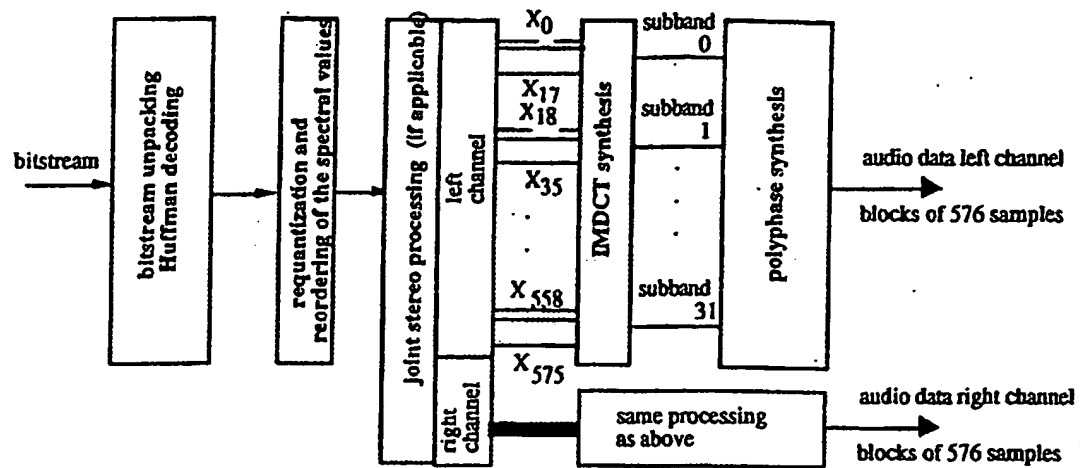 bitstream
bitstream unpacking
Huffman decoding
requantization and
reordering of the spectral values
joint stereo processing (if applicable)
left
channel
right
channel
X0
X17
X18
X35
X558
X575
IMDCT synthesis
subband
0
subband
1
subband
31
polyphase synthesis
audio data left channel
blocks of 576 samples
same processing
as above
audio data right channel
blocks of 576 samples